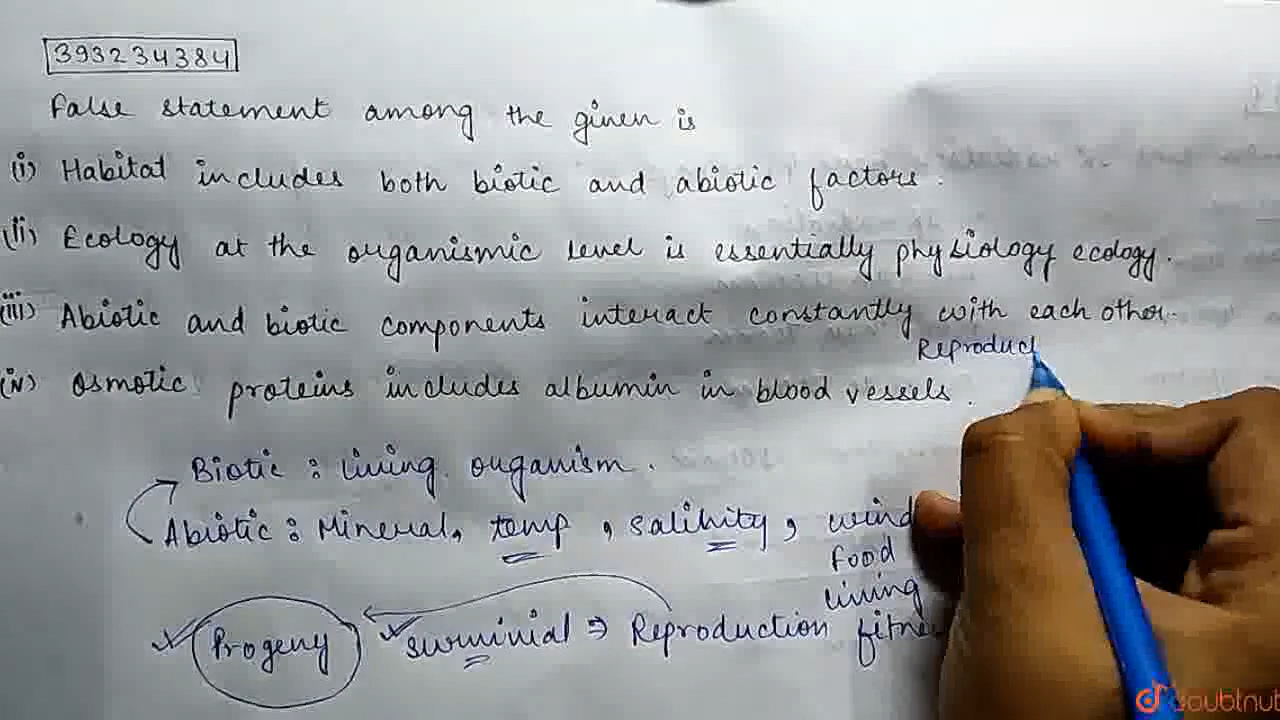 393234384
False statement among the given is
(i) Habitat includes both biotic and abiotic factors.
(ii) Ecology at the organismic level is essentially physiology ecology.
(iii) Abiotic and biotic components interact constantly with each other.
Reproduct
(iv) Osmotic proteins includes albumin in blood vessels.
Biotic : living organism.
Abiotic : Mineral, temp, salinity, wind
food
living
Progeny survival ⇒ Reproduction fitne
doubtnut